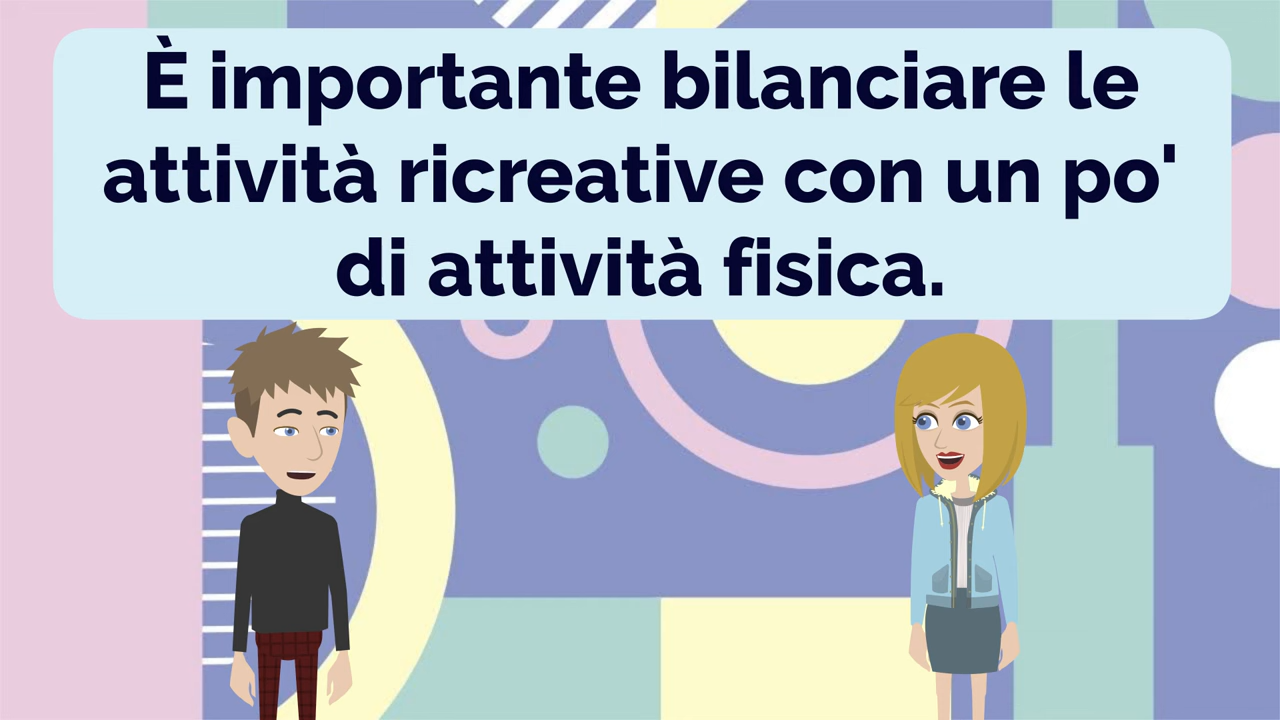 È importante bilanciare le
attività ricreative con un po'
di attività fisica.